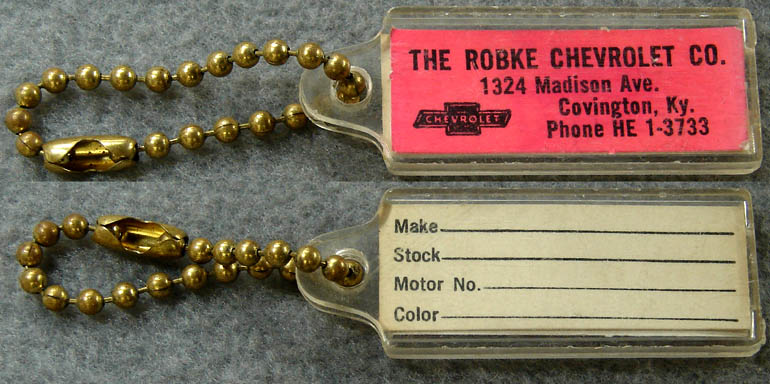 THE ROBKE CHEVROLET CO.
1324 Madison Ave.
Covington, Ky.
CHEVROLET
Phone HE 1-3733
Make
Stock
Motor No.
Color